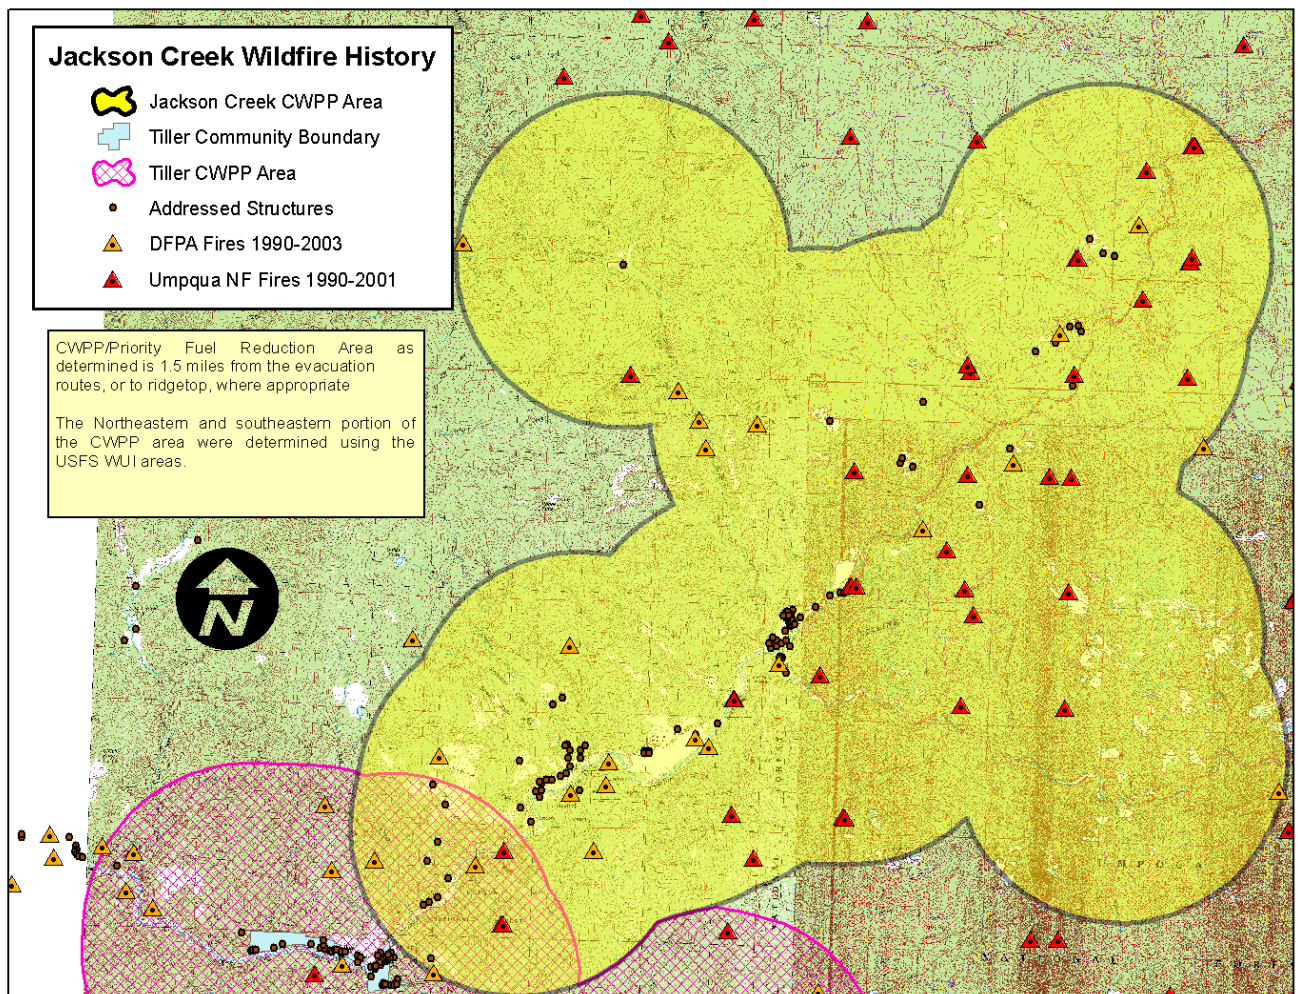 Jackson Creek Wildfire History
Jackson Creek CWPP Area
Tiller Community Boundary
Tiller CWPP Area
Addressed Structures
DFPA Fires 1990-2003
Umpqua NF Fires 1990-2001
CWPP/Priority Fuel Reduction Area as
determined is 1.5 miles from the evacuation
routes, or to ridgetop, where appropriate
The Northeastern and southeastern portion of
the CWPP area were determined using the
USFS WUI areas.
N
UMPQUA
NATIONAL